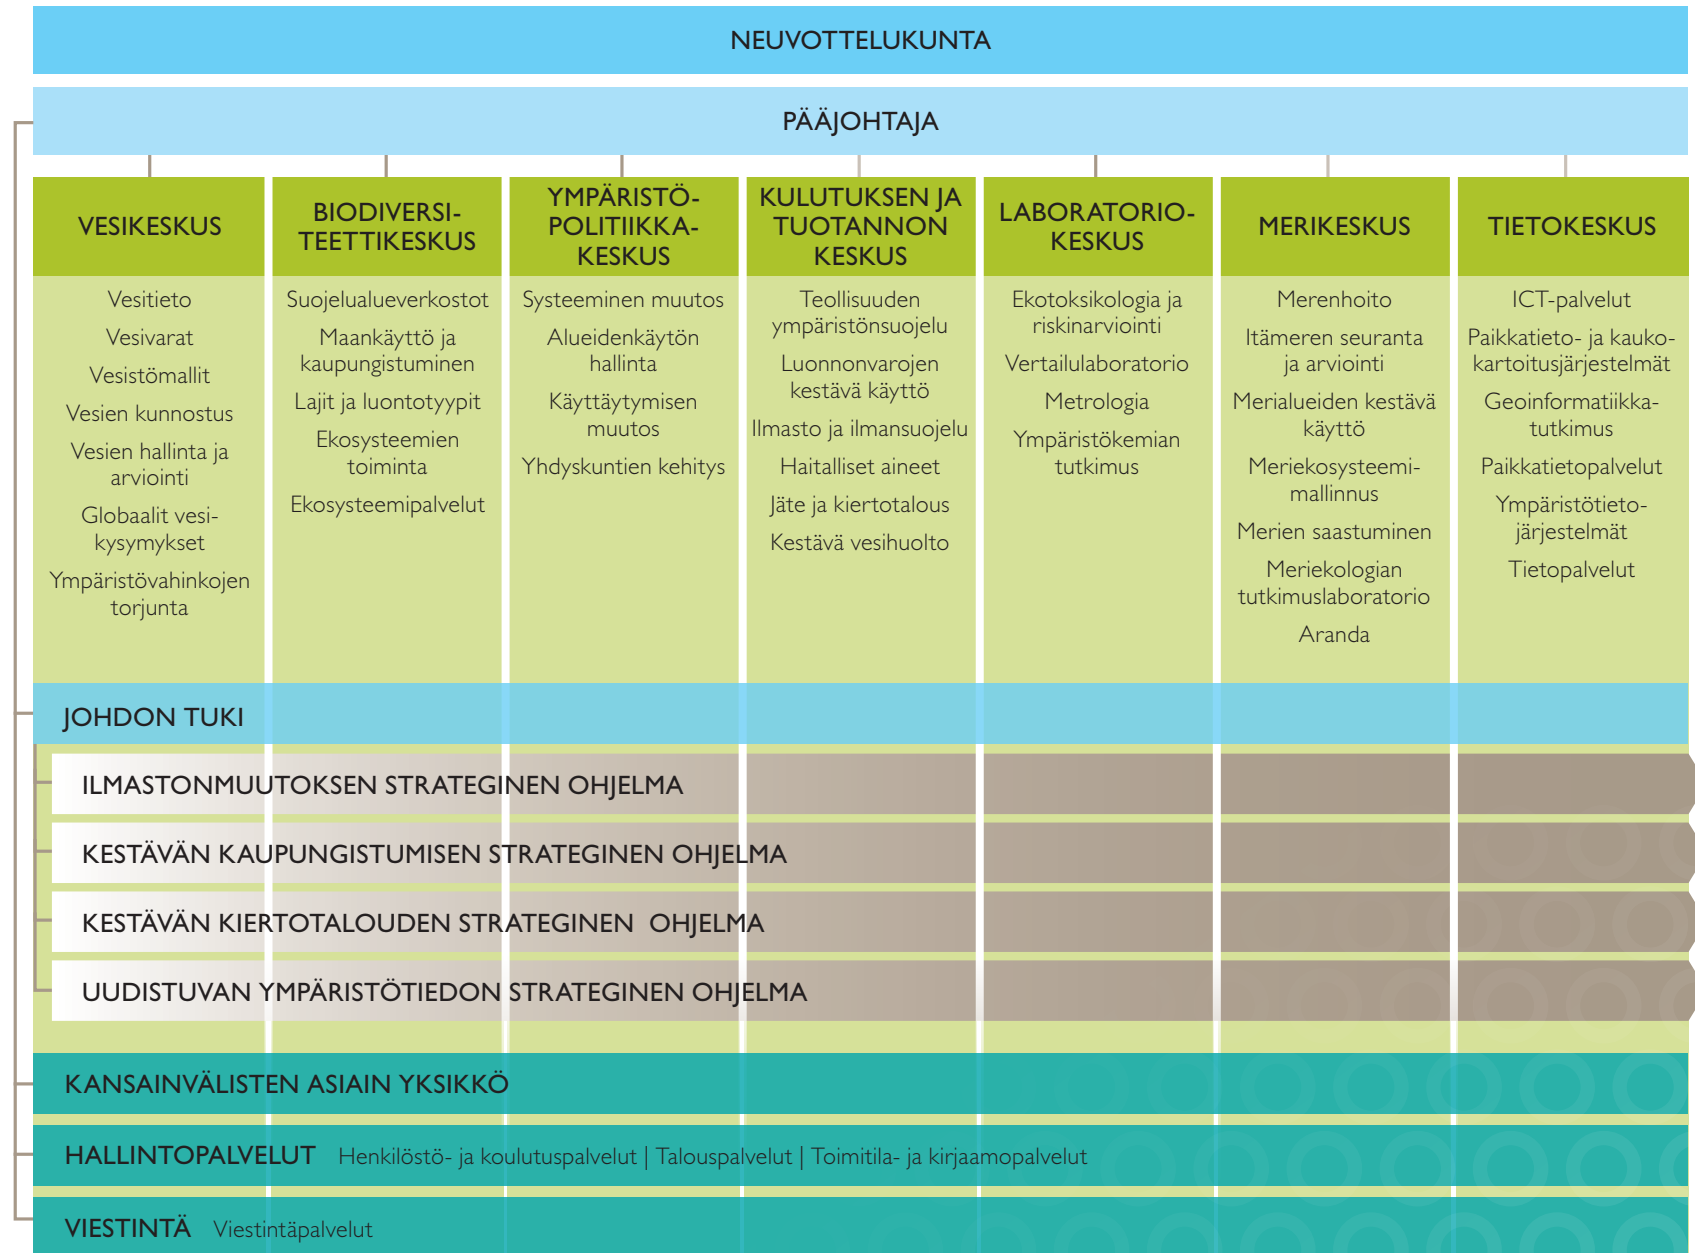 NEUVOTTELUKUNTA
PÄÄJOHTAJA
VESIKESKUS
Vesitieto
Vesivarat
Vesistömallit
Vesien kunnostus
Vesien hallinta ja
arviointi
Globaalit vesi-
kysymykset
Ympäristövahinkojen
torjunta
BIODIVERSI-
TEETTIKESKUS
Suojelualueverkostot
Maankäyttö ja
kaupungistuminen
Lajit ja luontotyypit
Ekosysteemien
toiminta
Ekosysteemipalvelut
YMPÄRISTÖ-
POLITIIKKA-
KESKUS
Systeeminen muutos
Alueidenkäytön
hallinta
Käyttäytymisen
muutos
Yhdyskuntien kehitys
KULUTUKSEN JA
TUOTANNON
KESKUS
Teollisuuden
ympäristönsuojelu
Luonnonvarojen
kestävä käyttö
Ilmasto ja ilmansuojelu
Haitalliset aineet
Jäte ja kiertotalous
Kestävä vesihuolto
LABORATORIO-
KESKUS
Ekotoksikologia ja
riskinarviointi
Vertailulaboratorio
Metrologia
Ympäristökemian
tutkimus
MERIKESKUS
Merenhoito
Itämeren seuranta
ja arviointi
Merialueiden kestävä
käyttö
Meriekosysteemi-
mallinnus
Merien saastuminen
Meriekologian
tutkimuslaboratorio
Aranda
TIETOKESKUS
ICT-palvelut
Paikkatieto- ja kauko-
kartoitusjärjestelmät
Geoinformatiikka-
tutkimus
Paikkatietopalvelut
Ympäristötieto-
järjestelmät
Tietopalvelut
JOHDON TUKI
ILMASTONMUUTOKSEN STRATEGINEN OHJELMA
KESTÄVÄN KAUPUNGISTUMISEN STRATEGINEN OHJELMA
KESTÄVÄN KIERTOTALOUDEN STRATEGINEN OHJELMA
UUDISTUVAN YMPÄRISTÖTIEDON STRATEGINEN OHJELMA
KANSAINVÄLISTEN ASIAIN YKSIKKÖ
HALLINTOPALVELUT Henkilöstö- ja koulutuspalvelut | Talouspalvelut | Toimitila- ja kirjaamopalvelut
VIESTINTÄ Viestintäpalvelut